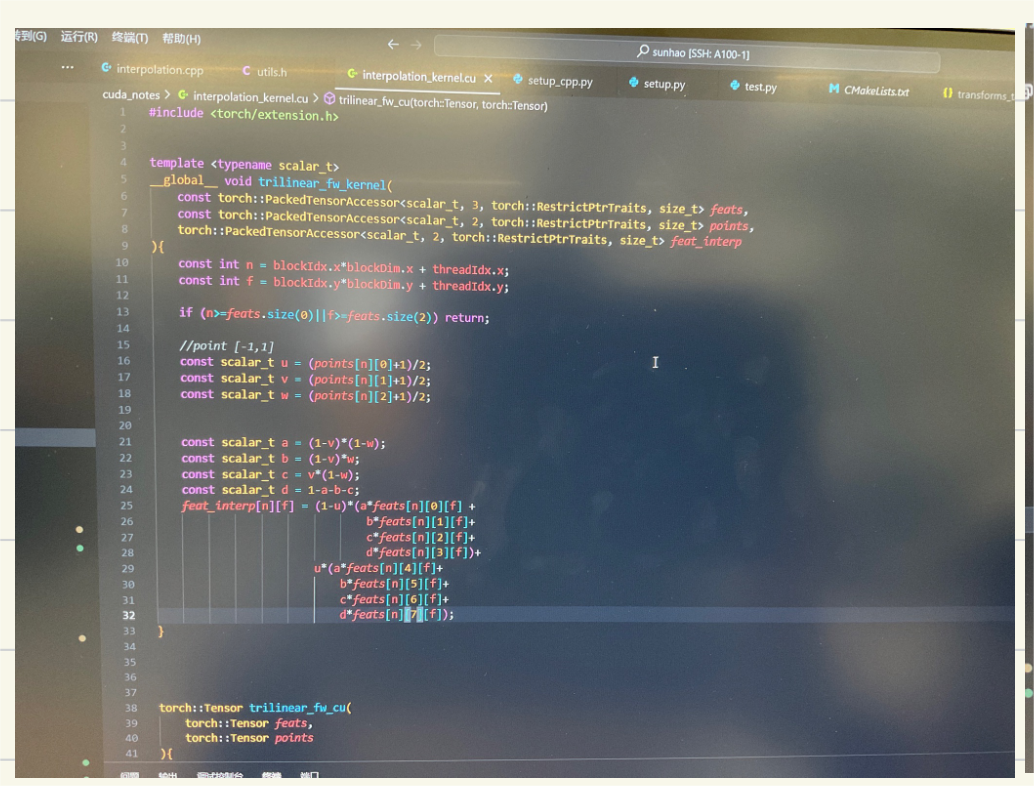 转到(G) 运行(R) 终端(T) 帮助(H)
← → sunhao [SSH: A100-1]
... interpolation.cpp utils.h interpolation_kernel.cu × setup_cpp.py setup.py test.py CMakeLists.txt transforms_t
cuda_notes > interpolation_kernel.cu > trilinear_fw_cu(torch::Tensor, torch::Tensor)
1 #include <torch/extension.h>
2
3
4 template <typename scalar_t>
5 __global__ void trilinear_fw_kernel(
6 const torch::PackedTensorAccessor<scalar_t, 3, torch::RestrictPtrTraits, size_t> feats,
7 const torch::PackedTensorAccessor<scalar_t, 2, torch::RestrictPtrTraits, size_t> points,
8 torch::PackedTensorAccessor<scalar_t, 2, torch::RestrictPtrTraits, size_t> feat_interp
9 ){
10 const int n = blockIdx.x*blockDim.x + threadIdx.x;
11 const int f = blockIdx.y*blockDim.y + threadIdx.y;
12
13 if (n>=feats.size(0)||f>=feats.size(2)) return;
14
15 //point [-1,1]
16 const scalar_t u = (points[n][0]+1)/2;
17 const scalar_t v = (points[n][1]+1)/2;
18 const scalar_t w = (points[n][2]+1)/2;
19
20
21 const scalar_t a = (1-v)*(1-w);
22 const scalar_t b = (1-v)*w;
23 const scalar_t c = v*(1-w);
24 const scalar_t d = 1-a-b-c;
25 feat_interp[n][f] = (1-u)*(a*feats[n][0][f] +
26 b*feats[n][1][f]+
27 c*feats[n][2][f]+
28 d*feats[n][3][f])+
29 u*(a*feats[n][4][f]+
30 b*feats[n][5][f]+
31 c*feats[n][6][f]+
32 d*feats[n][7][f]);
33 }
34
35
36
37
38 torch::Tensor trilinear_fw_cu(
39 torch::Tensor feats,
40 torch::Tensor points
41 ){
问题 输出 调试控制台 终端 端口